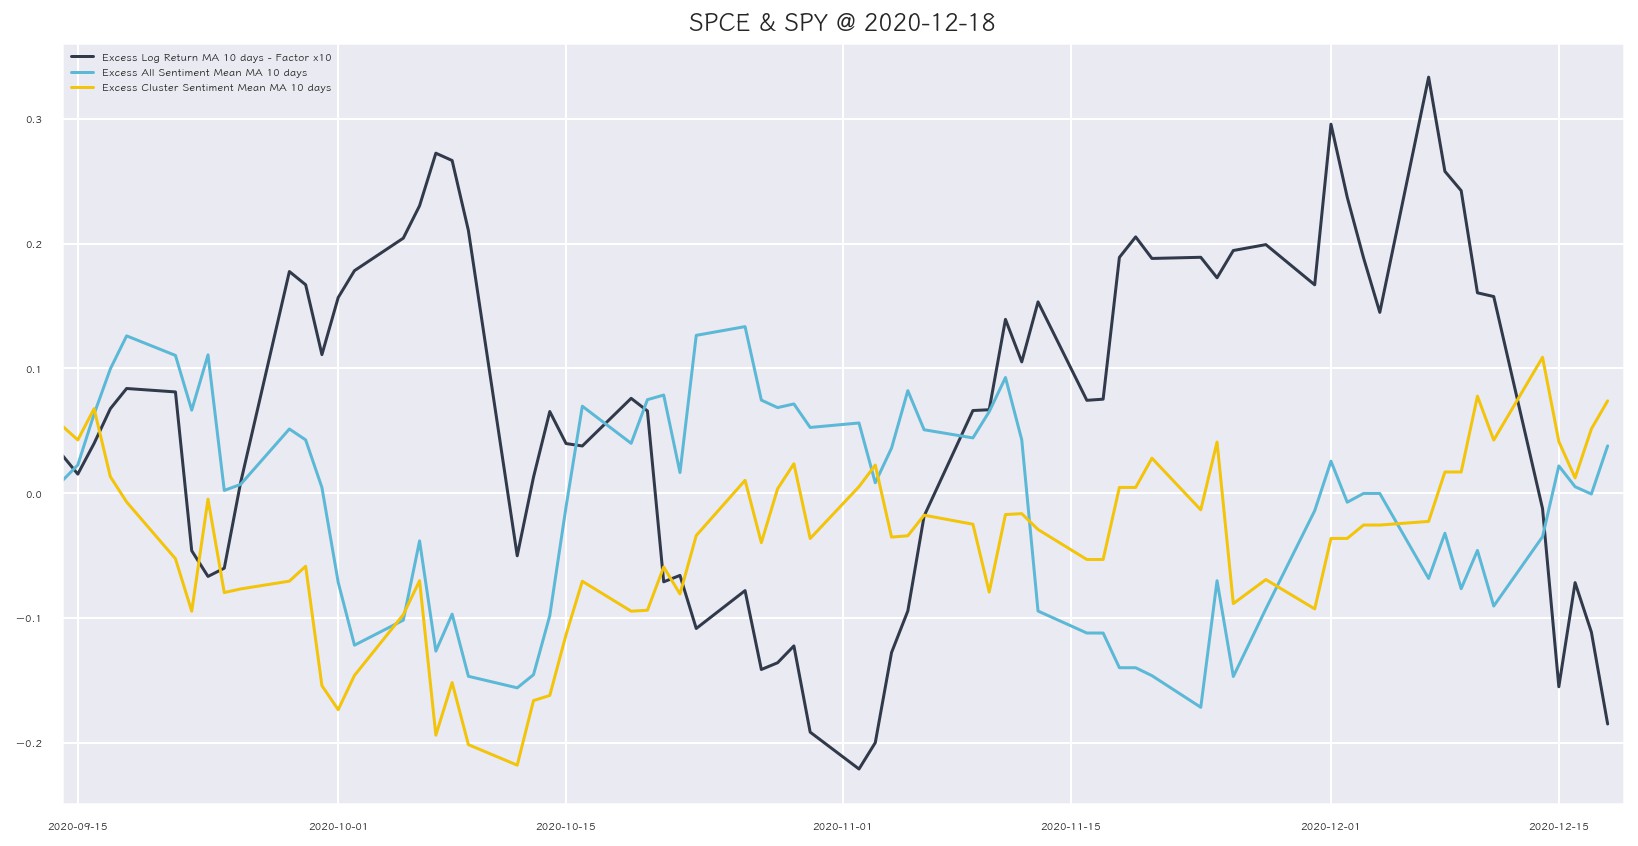 SPCE & SPY @ 2020-12-18
Excess Log Return MA 10 days - Factor x10
Excess All Sentiment Mean MA 10 days
Excess Cluster Sentiment Mean MA 10 days
0.3
0.2
0.1
0.0
−0.1
−0.2
2020-09-15 2020-10-01 2020-10-15 2020-11-01 2020-11-15 2020-12-01 2020-12-15